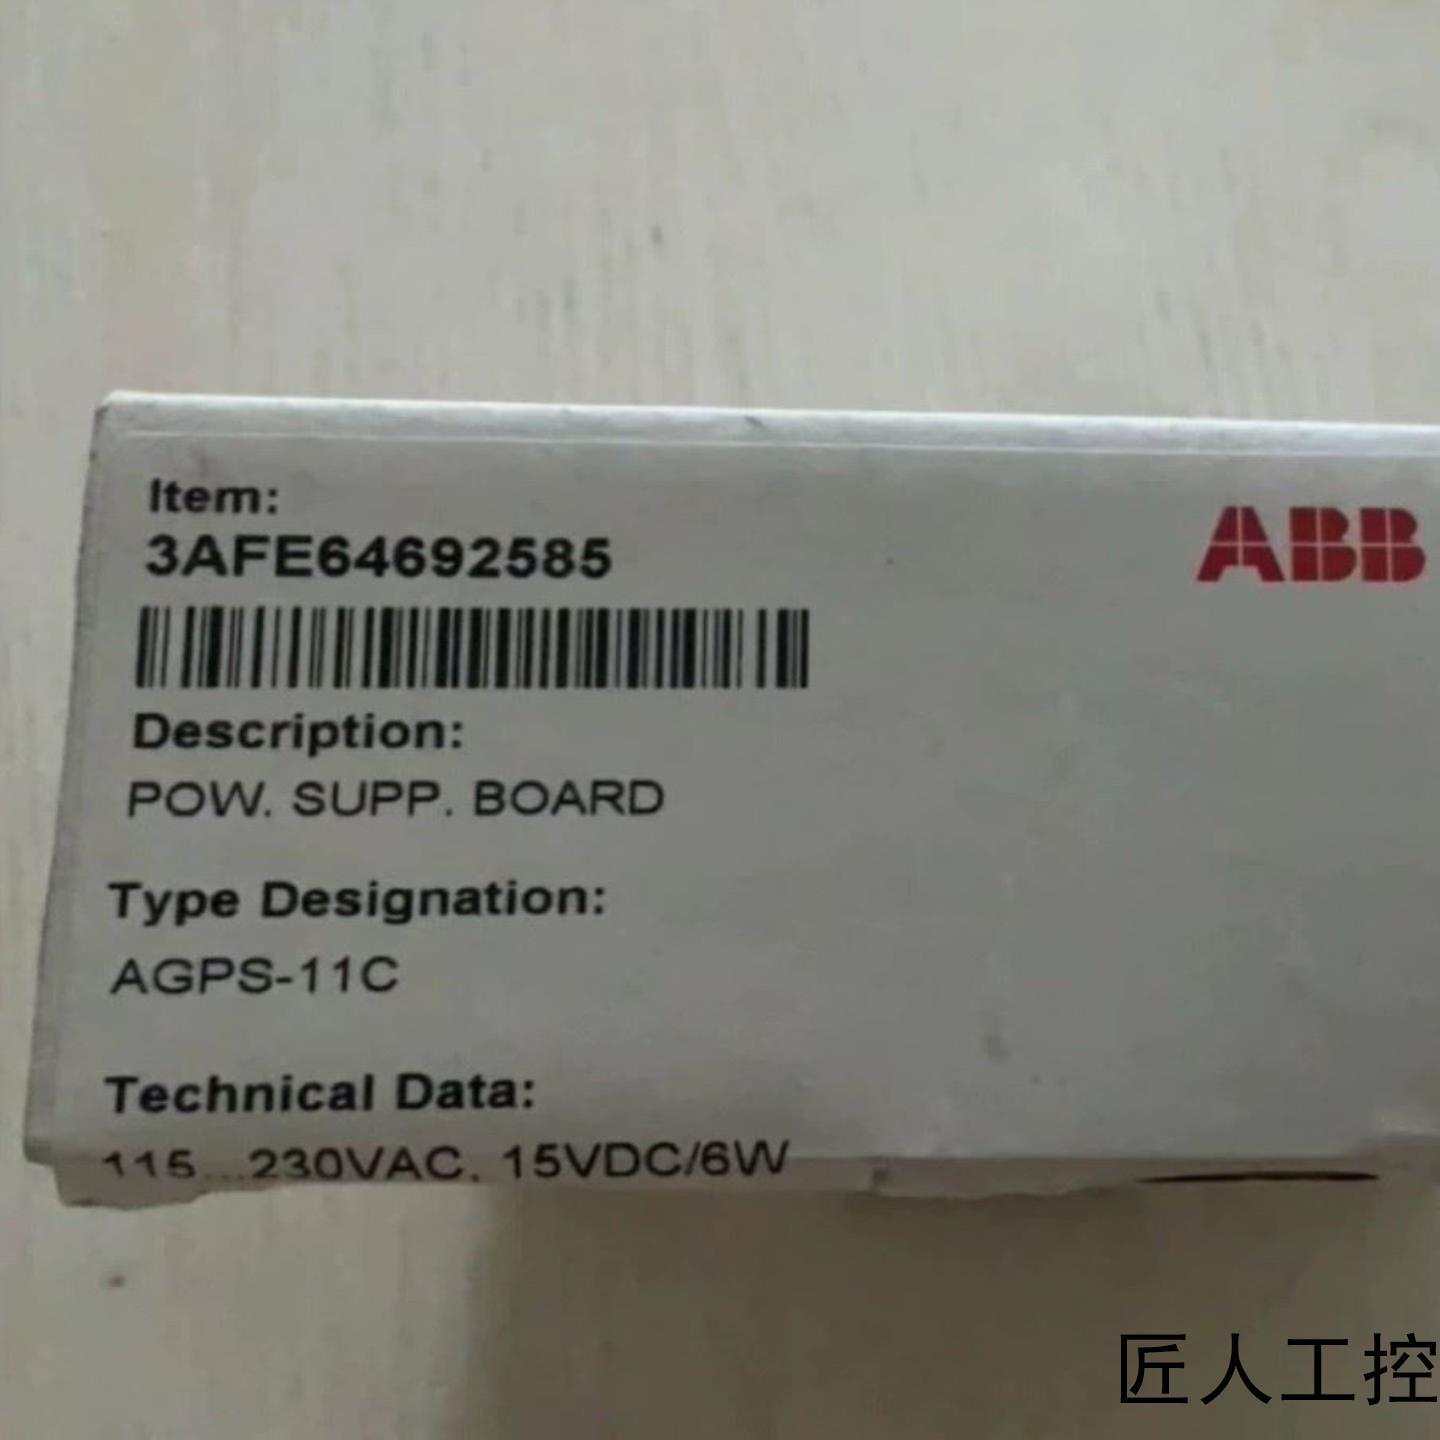 Item:
3AFE64692585
ABB
Description:
POW. SUPP. BOARD
Type Designation:
AGPS-11C
Technical Data:
115...230VAC, 15VDC/6W
匠人工控